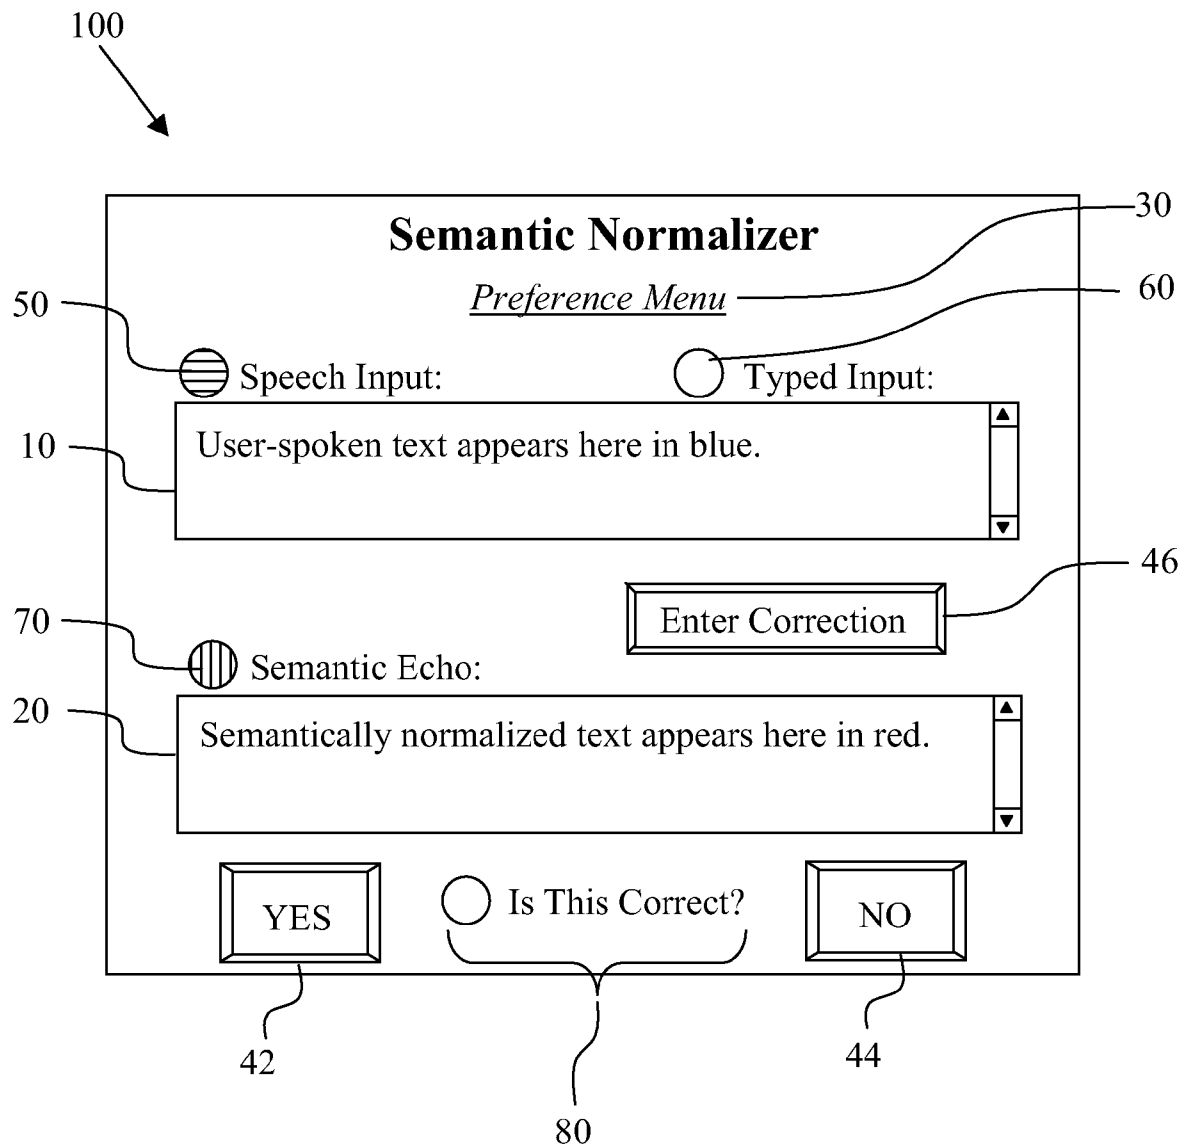 100
Semantic Normalizer
30
Preference Menu
60
50
Speech Input:
Typed Input:
10
User-spoken text appears here in blue.
46
Enter Correction
70
Semantic Echo:
20
Semantically normalized text appears here in red.
YES
Is This Correct?
NO
42
44
80